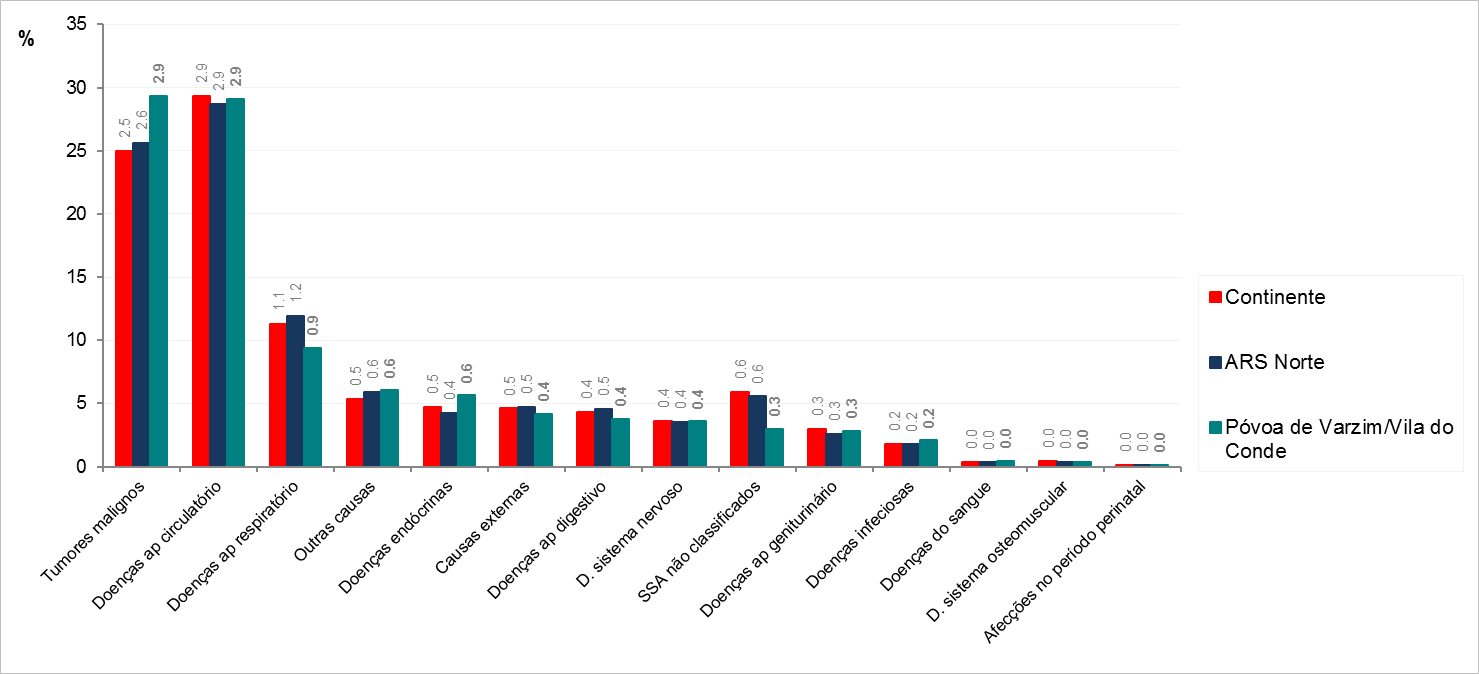 %
35
30
25
20
15
10
5
0
2.5 2.6 2.9
2.9 2.9 2.9
1.1 1.2 0.9
0.5 0.6 0.6
0.5 0.4 0.6
0.5 0.5 0.4
0.4 0.5 0.4
0.4 0.4 0.4
0.6 0.6 0.3
0.3 0.3 0.3
0.2 0.2 0.2
0.0 0.0 0.0
0.0 0.0 0.0
0.0 0.0 0.0
Tumores malignos
Doenças ap circulatório
Doenças ap respiratório
Outras causas
Doenças endócrinas
Causas externas
Doenças ap digestivo
D. sistema nervoso
SSA não classificados
Doenças ap geniturinário
Doenças infeciosas
Doenças do sangue
D. sistema osteomuscular
Afecções no período perinatal
Continente
ARS Norte
Póvoa de Varzim/Vila do
Conde